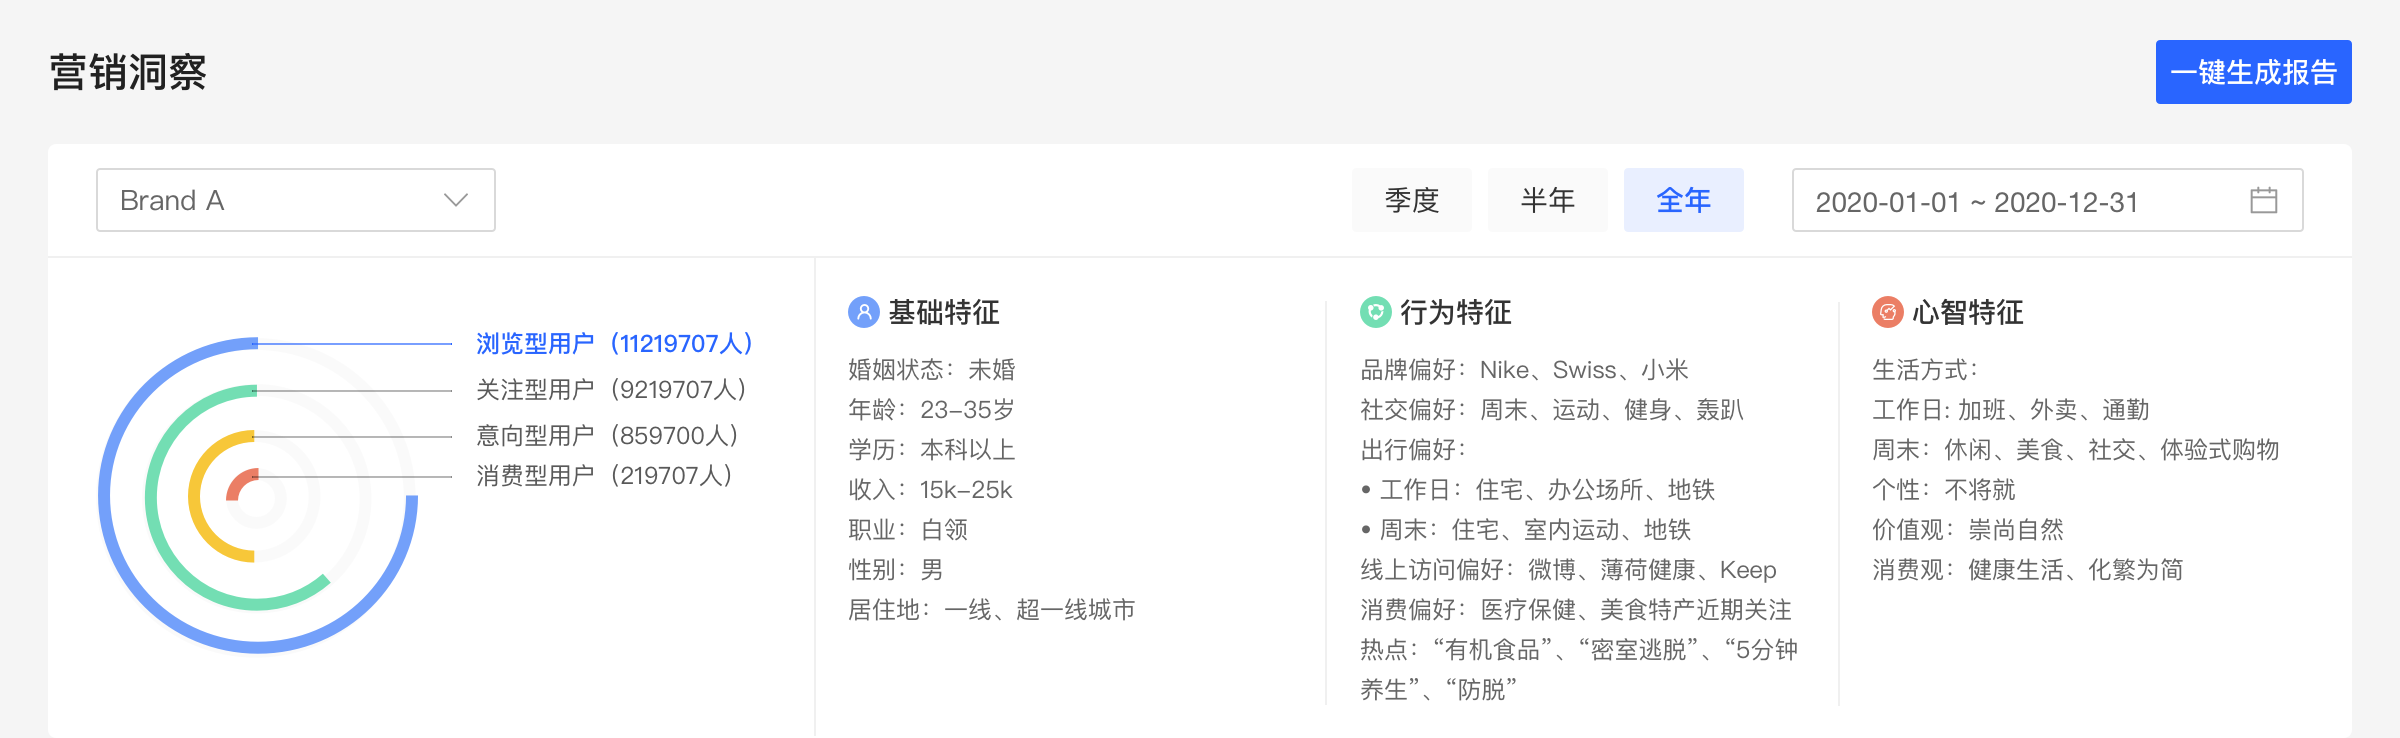 营销洞察
一键生成报告
Brand A
季度
半年
全年
2020-01-01 ~ 2020-12-31
浏览型用户（11219707人）
关注型用户（9219707人）
意向型用户（859700人）
消费型用户（219707人）
基础特征
婚姻状态：未婚
年龄：23–35岁
学历：本科以上
收入：15k–25k
职业：白领
性别：男
居住地：一线、超一线城市
行为特征
品牌偏好：Nike、Swiss、小米
社交偏好：周末、运动、健身、轰趴
出行偏好：
• 工作日：住宅、办公场所、地铁
• 周末：住宅、室内运动、地铁
线上访问偏好：微博、薄荷健康、Keep
消费偏好：医疗保健、美食特产近期关注
热点：“有机食品”、“密室逃脱”、“5分钟
养生”、“防脱”
心智特征
生活方式：
工作日: 加班、外卖、通勤
周末：休闲、美食、社交、体验式购物
个性：不将就
价值观：崇尚自然
消费观：健康生活、化繁为简